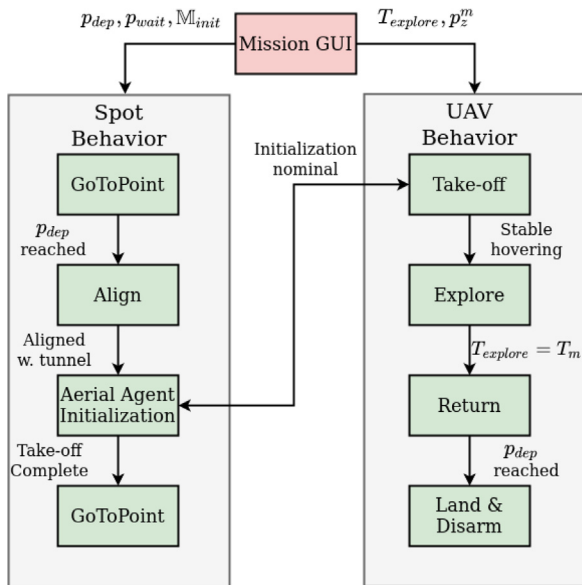 p_dep, p_wait, 𝕄_init
Mission GUI
T_explore, p_z^m
Spot
Behavior
GoToPoint
p_dep
reached
Align
Aligned
w. tunnel
Aerial Agent
Initialization
Take-off
Complete
GoToPoint
Initialization
nominal
UAV
Behavior
Take-off
Stable
hovering
Explore
T_explore = T_m
Return
p_dep
reached
Land &
Disarm